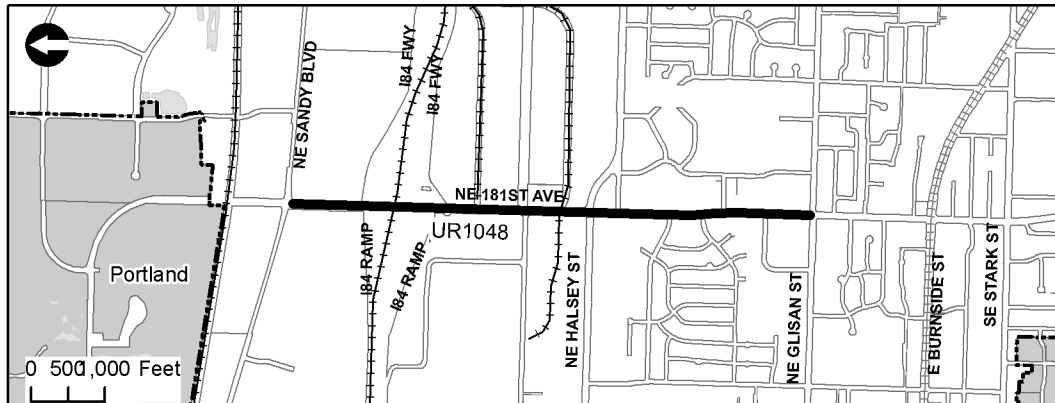 NE SANDY BLVD
I84 FWY
I84 FWY
NE 181ST AVE
UR1048
I84 RAMP
I84 RAMP
NE HALSEY ST
NE GLISAN ST
E BURNSIDE ST
SE STARK ST
Portland
0 500 1,000 Feet